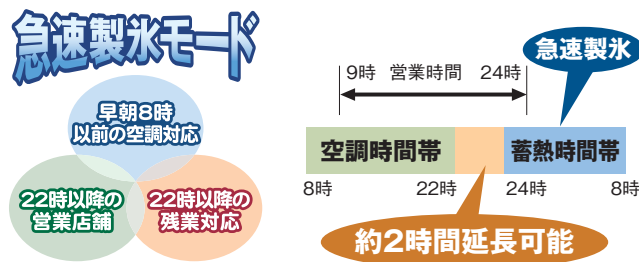 急速製氷モード
早朝8時
以前の空調対応
22時以降の
営業店舗
22時以降の
残業対応
急速製氷
9時 営業時間 24時
空調時間帯
蓄熱時間帯
8時 22時 24時 8時
約2時間延長可能